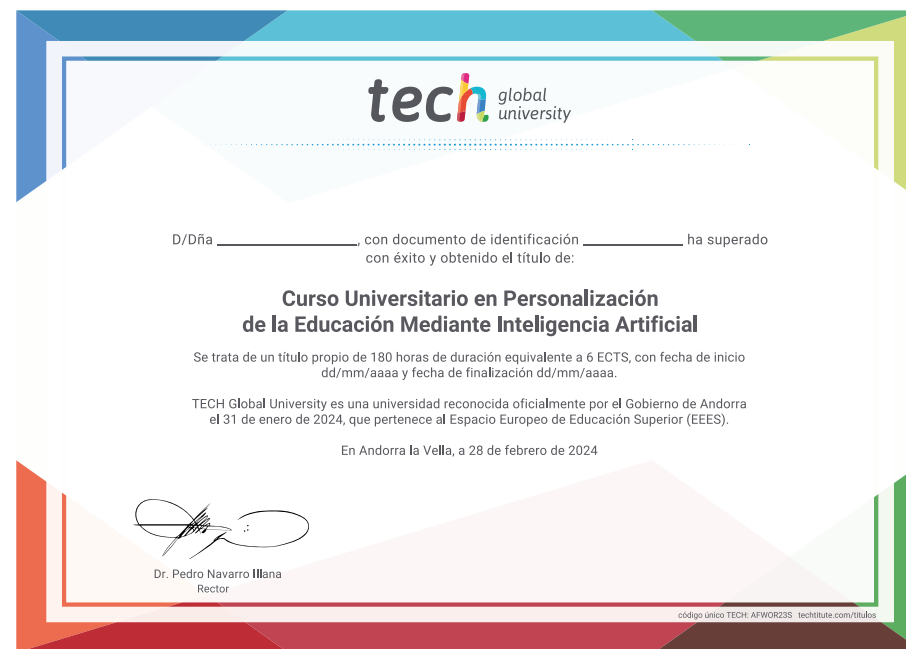 tech global university
D/Dña ____________, con documento de identificación ____________ ha superado
con éxito y obtenido el título de:
Curso Universitario en Personalización
de la Educación Mediante Inteligencia Artificial
Se trata de un título propio de 180 horas de duración equivalente a 6 ECTS, con fecha de inicio
dd/mm/aaaa y fecha de finalización dd/mm/aaaa.
TECH Global University es una universidad reconocida oficialmente por el Gobierno de Andorra
el 31 de enero de 2024, que pertenece al Espacio Europeo de Educación Superior (EEES).
En Andorra la Vella, a 28 de febrero de 2024
Dr. Pedro Navarro Illana
Rector
código único TECH: AFWOR23S techtitute.com/titulos